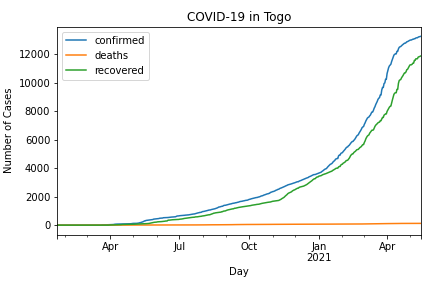 COVID-19 in Togo
confirmed
deaths
recovered
Number of Cases
12000
10000
8000
6000
4000
2000
0
Apr
Jul
Oct
Jan
2021
Apr
Day